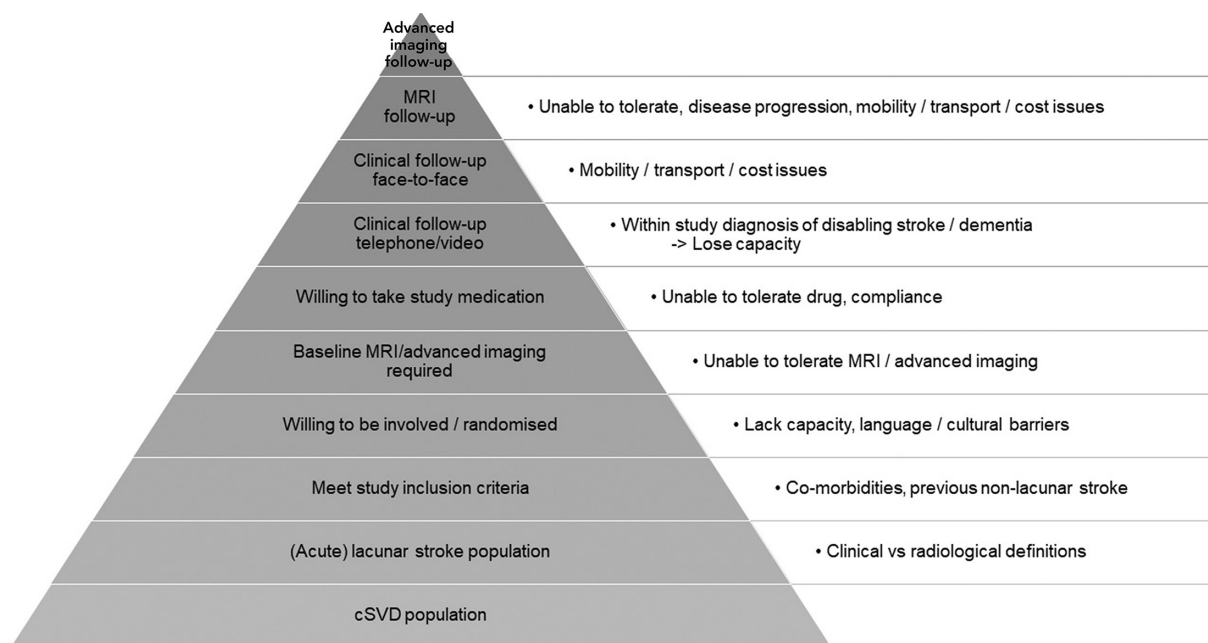 Advanced
imaging
follow-up
MRI
follow-up
• Unable to tolerate, disease progression, mobility / transport / cost issues
Clinical follow-up
face-to-face
• Mobility / transport / cost issues
Clinical follow-up
telephone/video
• Within study diagnosis of disabling stroke / dementia
-> Lose capacity
Willing to take study medication
• Unable to tolerate drug, compliance
Baseline MRI/advanced imaging
required
• Unable to tolerate MRI / advanced imaging
Willing to be involved / randomised
• Lack capacity, language / cultural barriers
Meet study inclusion criteria
• Co-morbidities, previous non-lacunar stroke
(Acute) lacunar stroke population
• Clinical vs radiological definitions
cSVD population